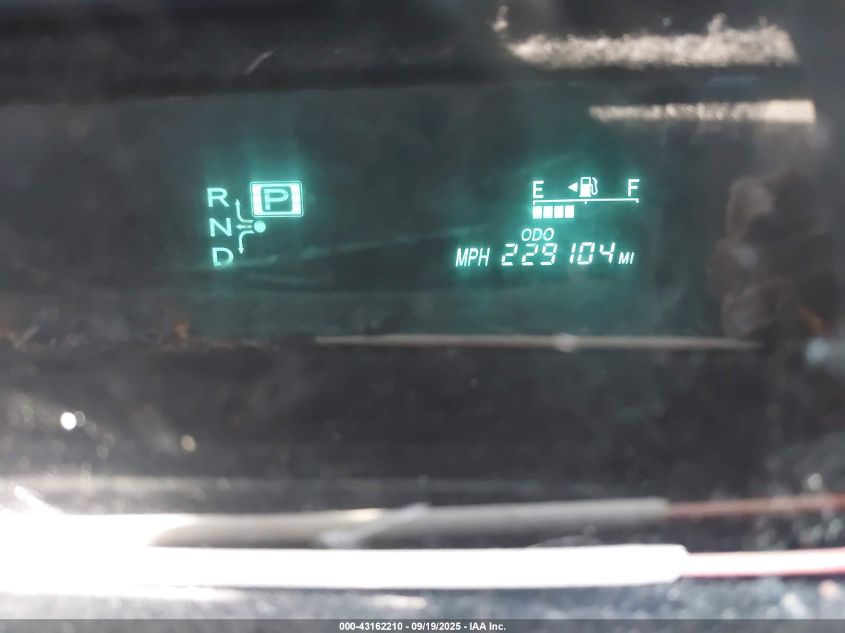 R P
N
D
E F
ODO
MPH 229104 MI
000-43162210 - 09/19/2025 - IAA Inc.